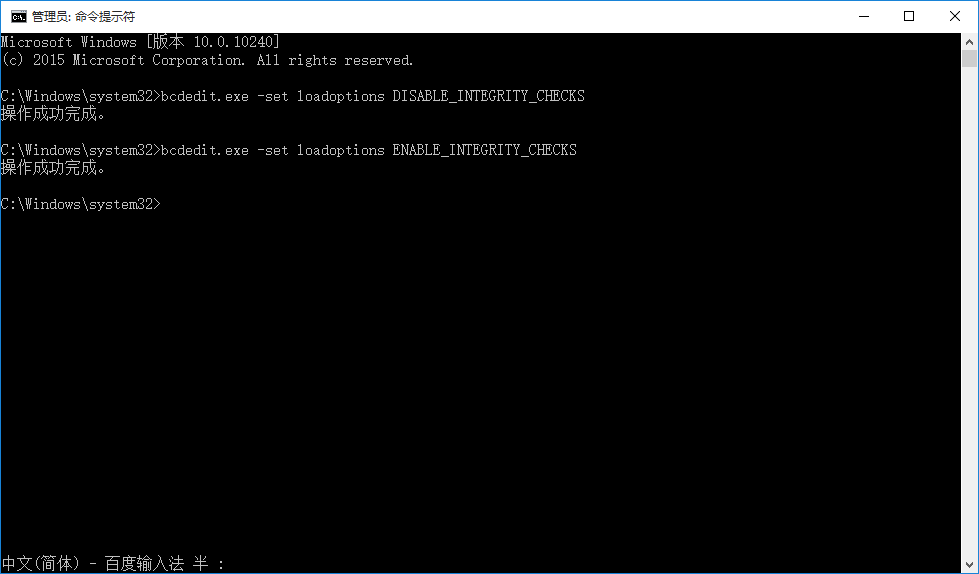 管理员: 命令提示符
Microsoft Windows [版本 10.0.10240]
(c) 2015 Microsoft Corporation. All rights reserved.
C:\Windows\system32>bcdedit.exe -set loadoptions DISABLE_INTEGRITY_CHECKS
操作成功完成。
C:\Windows\system32>bcdedit.exe -set loadoptions ENABLE_INTEGRITY_CHECKS
操作成功完成。
C:\Windows\system32>
中文(简体) - 百度输入法 半 :